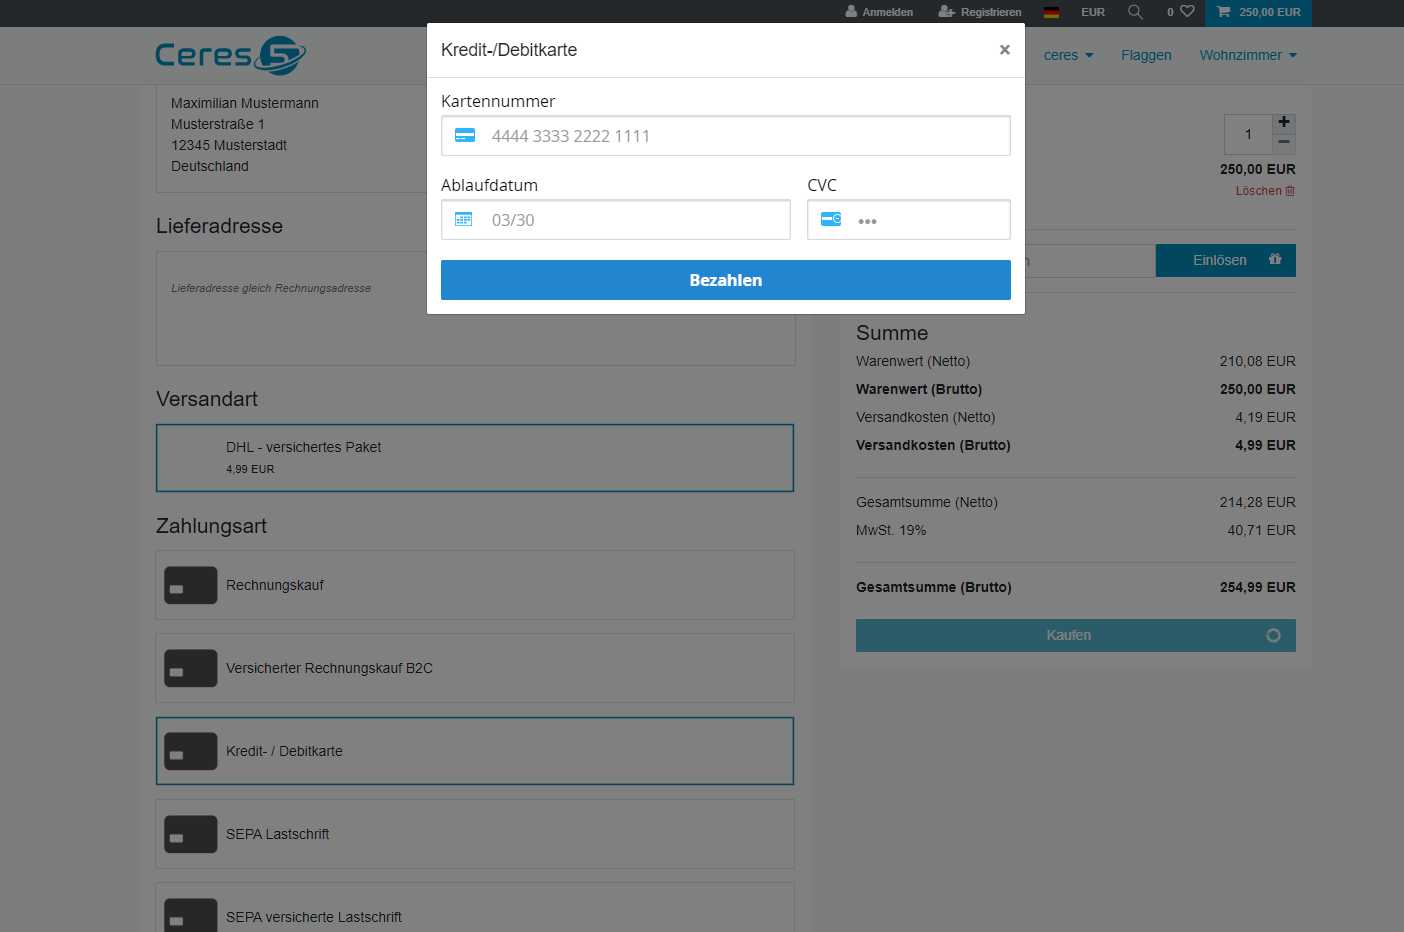 Anmelden Registrieren EUR 0 250,00 EUR
Ceres 5
ceres Flaggen Wohnzimmer
Kredit-/Debitkarte ×
Kartennummer
4444 3333 2222 1111
Ablaufdatum CVC
03/30 •••
Bezahlen
Maximilian Mustermann
Musterstraße 1
12345 Musterstadt
Deutschland
Lieferadresse
Lieferadresse gleich Rechnungsadresse
Versandart
DHL - versichertes Paket
4,99 EUR
Zahlungsart
Rechnungskauf
Versicherter Rechnungskauf B2C
Kredit- / Debitkarte
SEPA Lastschrift
SEPA versicherte Lastschrift
1
250,00 EUR
Löschen
Einlösen
Summe
Warenwert (Netto) 210,08 EUR
Warenwert (Brutto) 250,00 EUR
Versandkosten (Netto) 4,19 EUR
Versandkosten (Brutto) 4,99 EUR
Gesamtsumme (Netto) 214,28 EUR
MwSt. 19% 40,71 EUR
Gesamtsumme (Brutto) 254,99 EUR
Kaufen